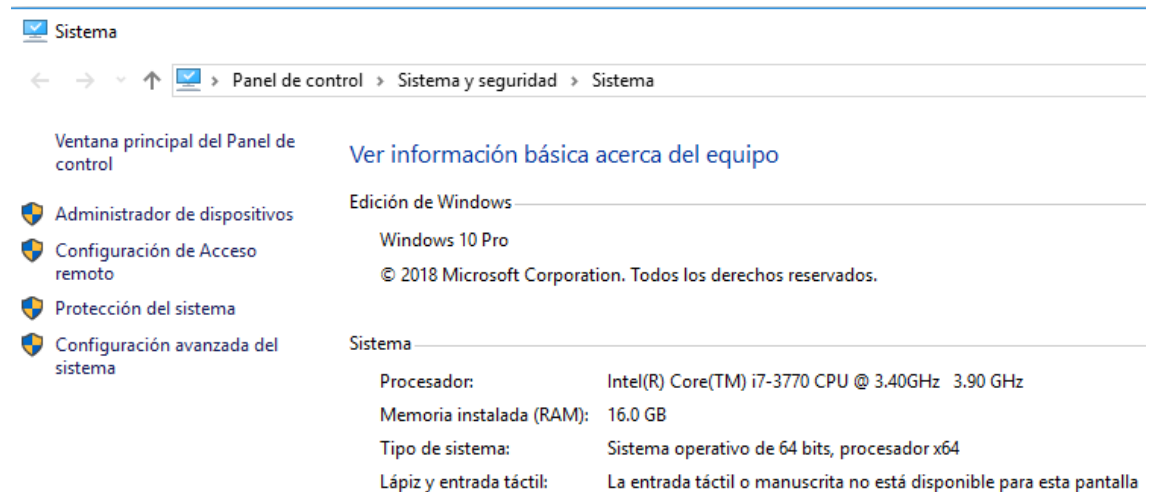 Sistema
Panel de control > Sistema y seguridad > Sistema
Ventana principal del Panel de
control
Administrador de dispositivos
Configuración de Acceso
remoto
Protección del sistema
Configuración avanzada del
sistema
Ver información básica acerca del equipo
Edición de Windows
Windows 10 Pro
© 2018 Microsoft Corporation. Todos los derechos reservados.
Sistema
Procesador: Intel(R) Core(TM) i7-3770 CPU @ 3.40GHz 3.90 GHz
Memoria instalada (RAM): 16.0 GB
Tipo de sistema: Sistema operativo de 64 bits, procesador x64
Lápiz y entrada táctil: La entrada táctil o manuscrita no está disponible para esta pantalla